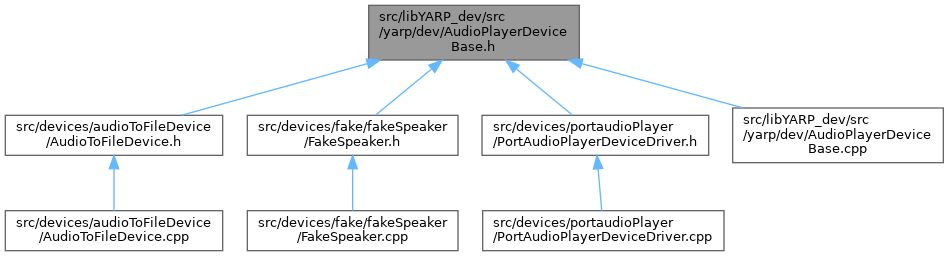 src/libYARP_dev/src
/yarp/dev/AudioPlayerDevice
Base.h
src/devices/audioToFileDevice
/AudioToFileDevice.h
src/devices/fake/fakeSpeaker
/FakeSpeaker.h
src/devices/portaudioPlayer
/PortAudioPlayerDeviceDriver.h
src/libYARP_dev/src
/yarp/dev/AudioPlayerDevice
Base.cpp
src/devices/audioToFileDevice
/AudioToFileDevice.cpp
src/devices/fake/fakeSpeaker
/FakeSpeaker.cpp
src/devices/portaudioPlayer
/PortAudioPlayerDeviceDriver.cpp